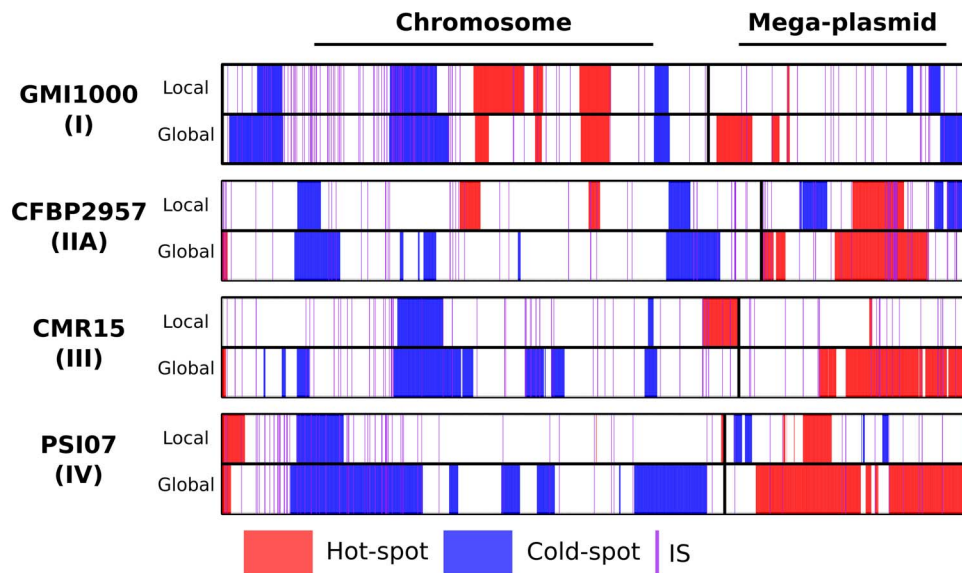 Chromosome Mega-plasmid
GMI1000
(I)
Local
Global
CFBP2957
(IIA)
Local
Global
CMR15
(III)
Local
Global
PSI07
(IV)
Local
Global
Hot-spot Cold-spot IS